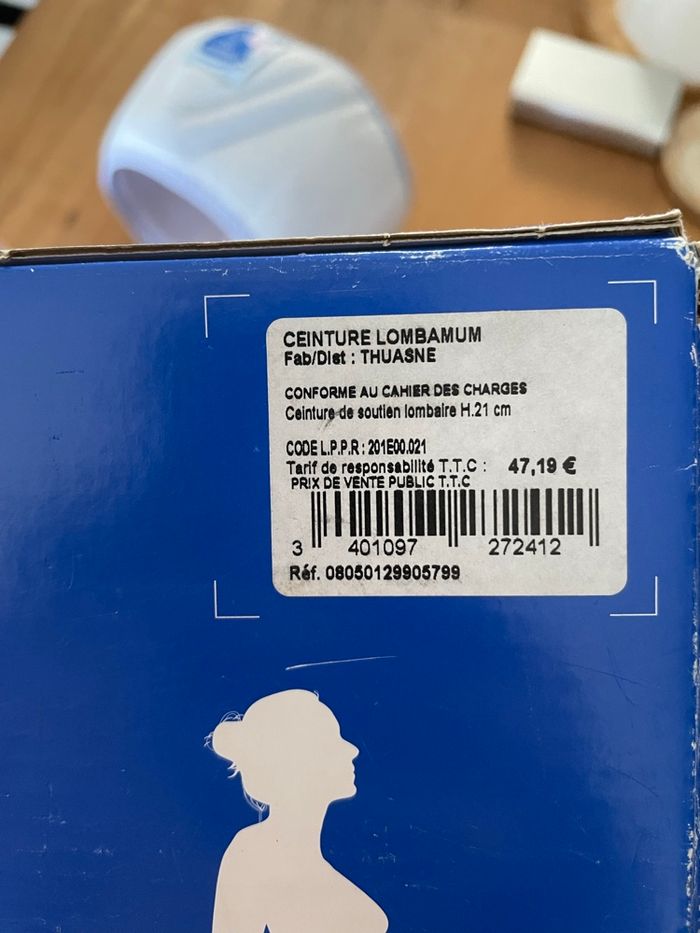 CEINTURE LOMBAMUM
Fab/Dist : THUASNE
CONFORME AU CAHIER DES CHARGES
Ceinture de soutien lombaire H.21 cm
CODE L.P.P.R : 201E00.021
Tarif de responsabilité T.T.C : 47,19 €
PRIX DE VENTE PUBLIC T.T.C
3 401097 272412
Réf. 08050129905799